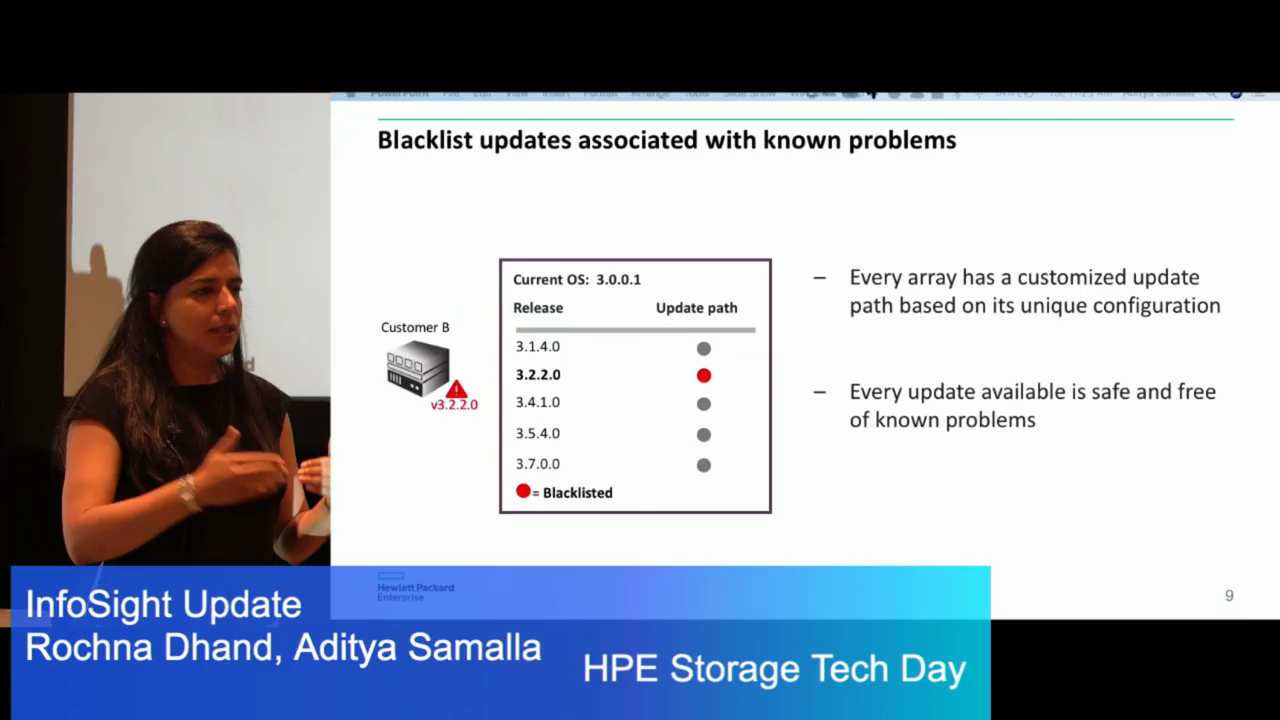 Blacklist updates associated with known problems
Current OS: 3.0.0.1
Release Update path
Customer B
3.1.4.0
3.2.2.0
v3.2.2.0
3.4.1.0
3.5.4.0
3.7.0.0
= Blacklisted
– Every array has a customized update
path based on its unique configuration
– Every update available is safe and free
of known problems
Hewlett Packard
Enterprise
9
InfoSight Update
Rochna Dhand, Aditya Samalla
HPE Storage Tech Day